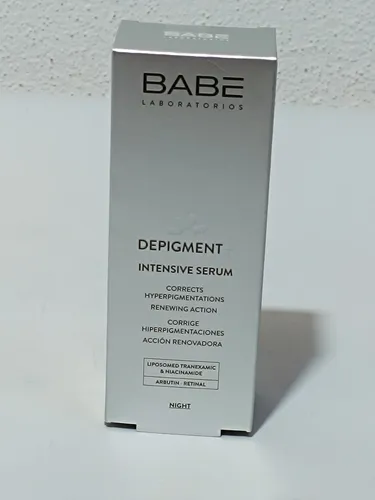 BABE
BABE
LABORATORIOS
DEPIGMENT
INTENSIVE SERUM
CORRECTS
HYPERPIGMENTATIONS
RENEWING ACTION
CORRIGE
HIPERPIGMENTACIONES
ACCIÓN RENOVADORA
LIPOSOMED TRANEXAMIC
& NIACINAMIDE
ARBUTIN · RETINAL
NIGHT